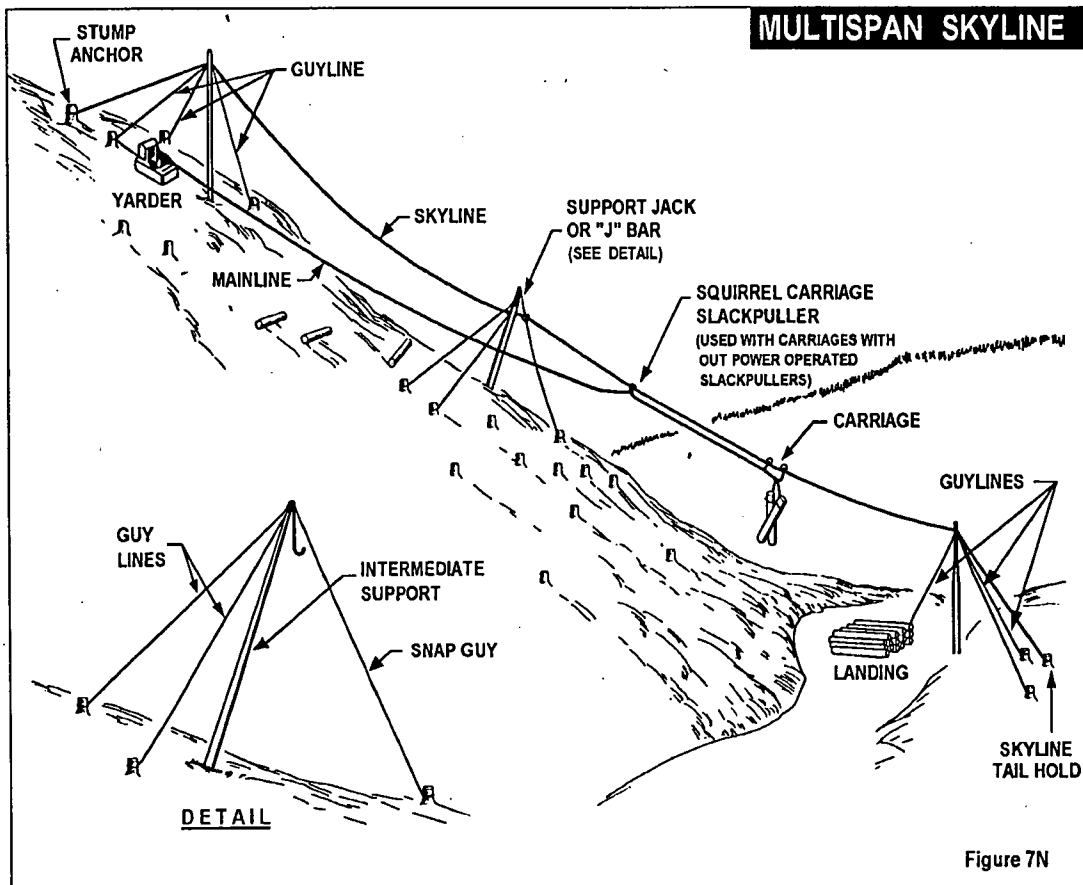 MULTISPAN SKYLINE
STUMP
ANCHOR
GUYLINE
YARDER
SKYLINE
MAINLINE
SUPPORT JACK
OR "J" BAR
(SEE DETAIL)
SQUIRREL CARRIAGE
SLACKPULLER
(USED WITH CARRIAGES WITH
OUT POWER OPERATED
SLACKPULLERS)
CARRIAGE
GUYLINES
LANDING
SKYLINE
TAIL HOLD
GUY
LINES
INTERMEDIATE
SUPPORT
SNAP GUY
DETAIL
Figure 7N